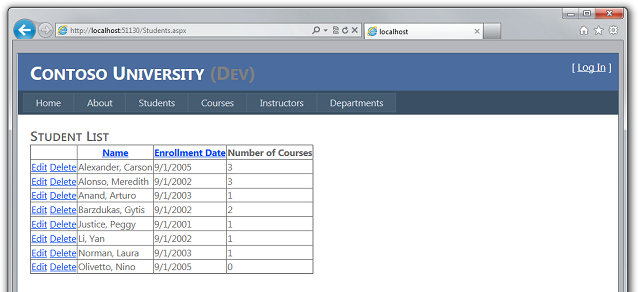 http://localhost:51130/Students.aspx
localhost
CONTOSO UNIVERSITY (DEV)
[ Log In ]
Home About Students Courses Instructors Departments
STUDENT LIST
Name Enrollment Date Number of Courses
Edit Delete Alexander, Carson 9/1/2005 3
Edit Delete Alonso, Meredith 9/1/2002 3
Edit Delete Anand, Arturo 9/1/2003 1
Edit Delete Barzdukas, Gytis 9/1/2002 2
Edit Delete Justice, Peggy 9/1/2001 1
Edit Delete Li, Yan 9/1/2002 1
Edit Delete Norman, Laura 9/1/2003 1
Edit Delete Olivetto, Nino 9/1/2005 0